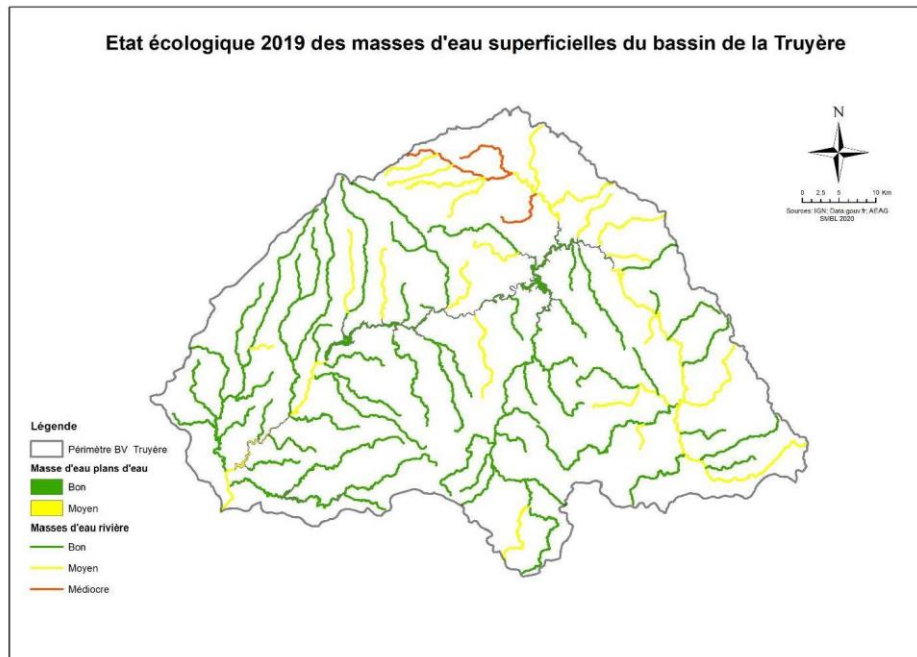 Etat écologique 2019 des masses d'eau superficielles du bassin de la Truyère
N
0 2.5 5 10 Km
Sources: IGN; Data.gouv.fr; AEAG
SMBL 2020
Légende
Périmètre BV Truyère
Masse d'eau plans d'eau
Bon
Moyen
Masses d'eau rivière
Bon
Moyen
Médiocre